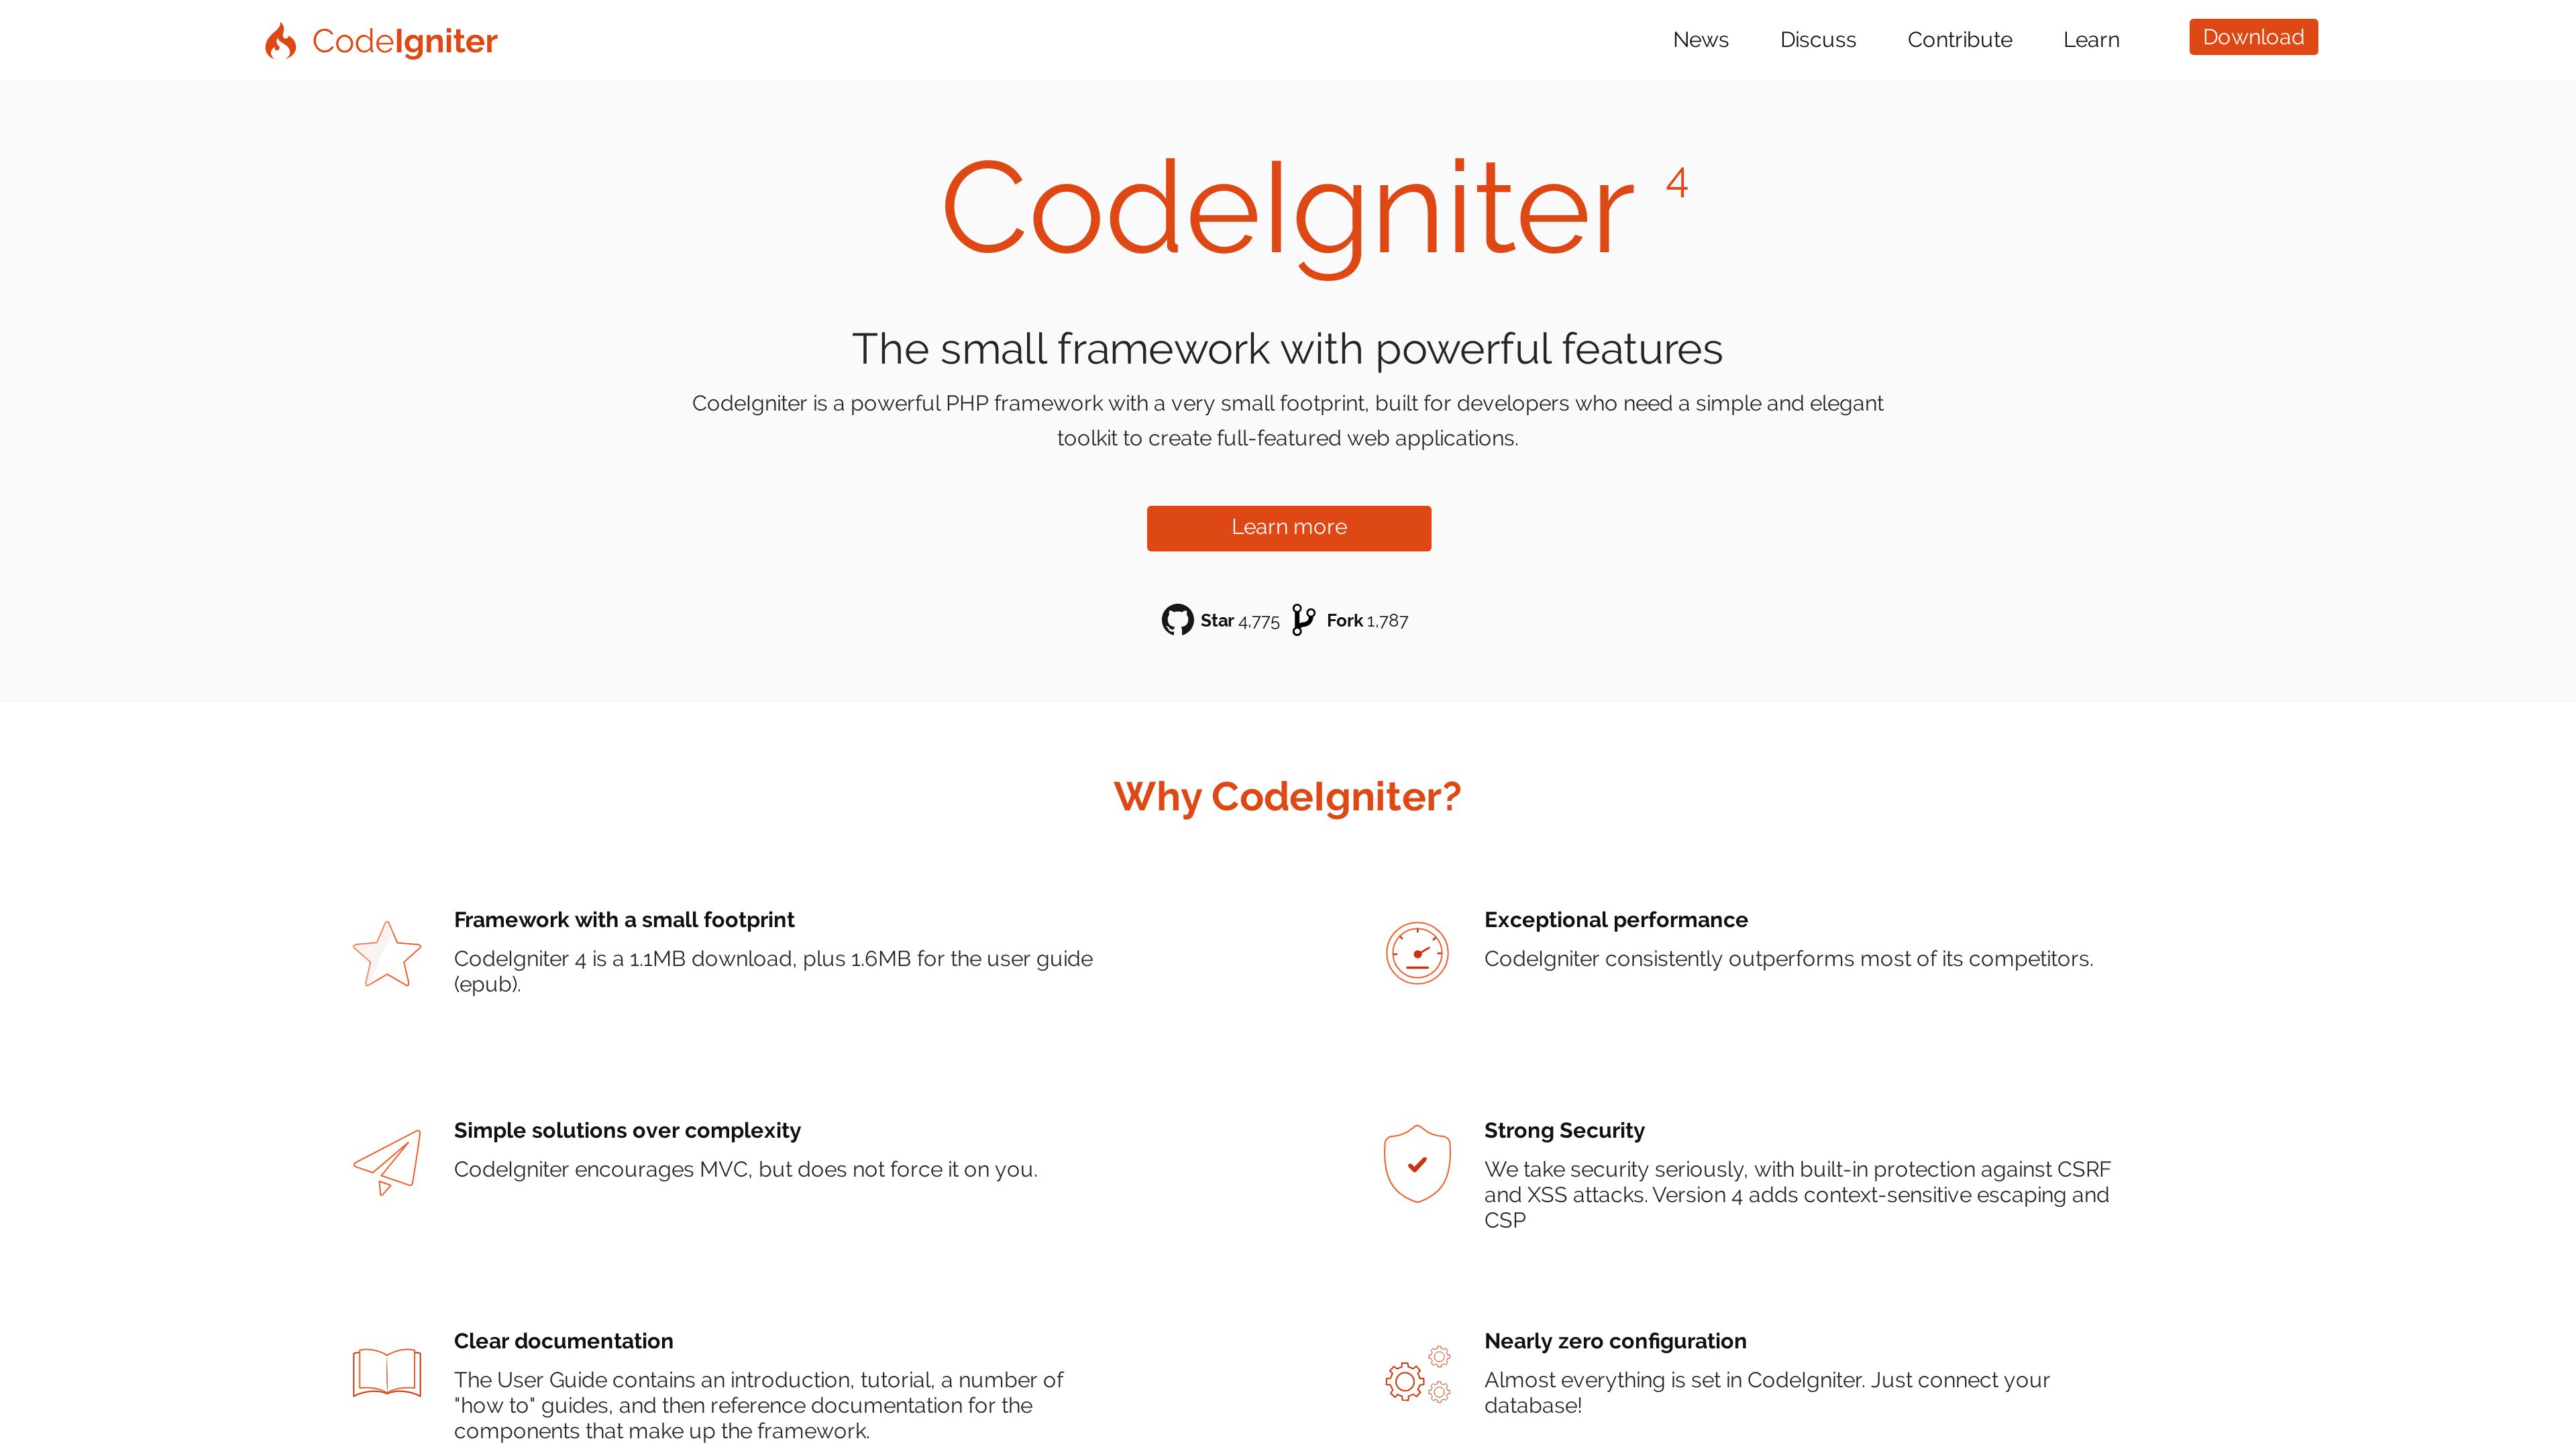 CodeIgniter
News
Discuss
Contribute
Learn
Download
CodeIgniter 4
The small framework with powerful features
CodeIgniter is a powerful PHP framework with a very small footprint, built for developers who need a simple and elegant
toolkit to create full-featured web applications.
Learn more
Star 4,775 Fork 1,787
Why CodeIgniter?
Framework with a small footprint
CodeIgniter 4 is a 1.1MB download, plus 1.6MB for the user guide
(epub).
Exceptional performance
CodeIgniter consistently outperforms most of its competitors.
Simple solutions over complexity
CodeIgniter encourages MVC, but does not force it on you.
Strong Security
We take security seriously, with built-in protection against CSRF
and XSS attacks. Version 4 adds context-sensitive escaping and
CSP
Clear documentation
The User Guide contains an introduction, tutorial, a number of
"how to" guides, and then reference documentation for the
components that make up the framework.
Nearly zero configuration
Almost everything is set in CodeIgniter. Just connect your
database!